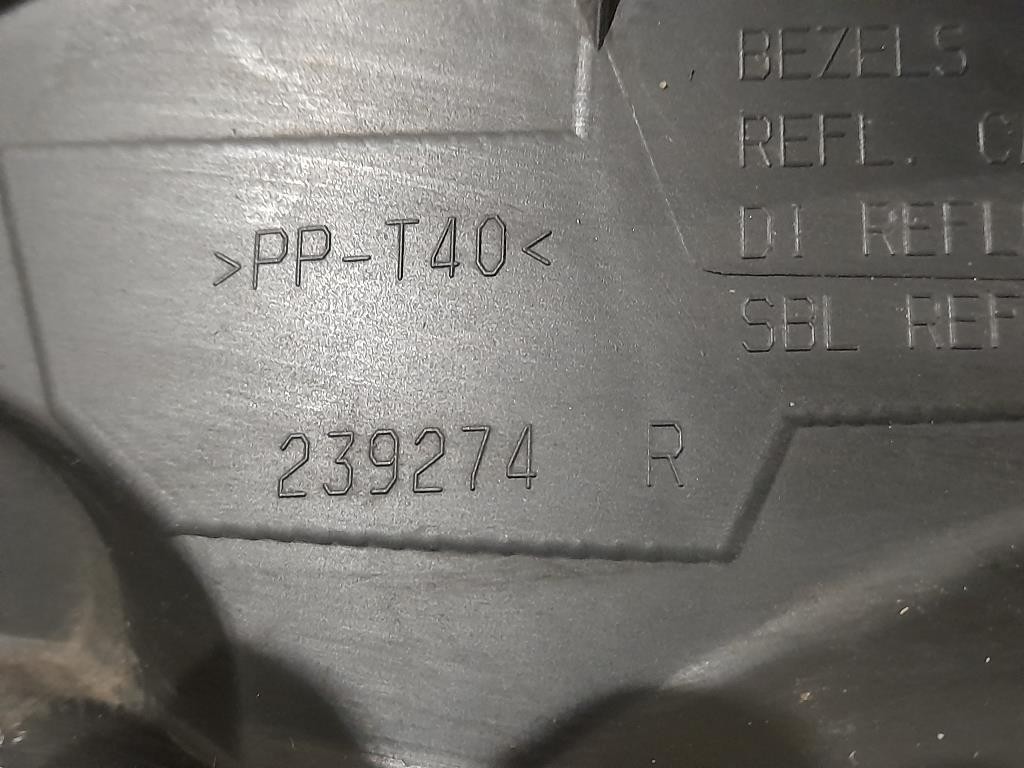 BEZELS
REFL.
>PP-T40<
DI
SBL
239274 R